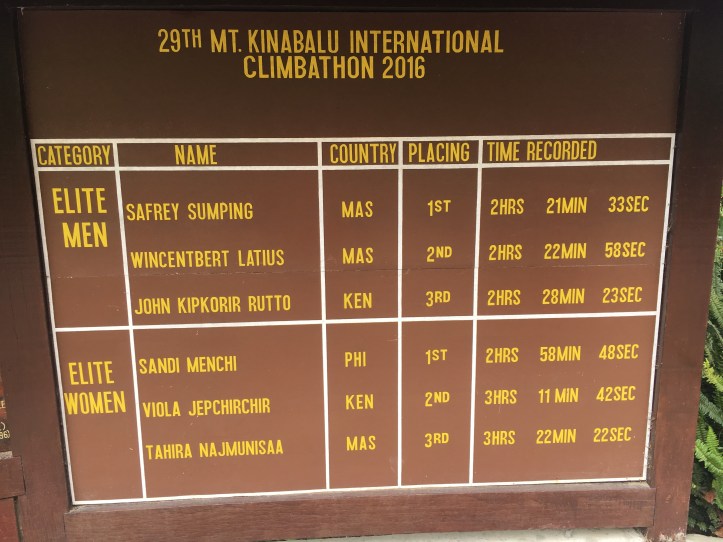 29TH MT. KINABALU INTERNATIONAL
CLIMBATHON 2016
CATEGORY NAME COUNTRY PLACING TIME RECORDED
ELITE MEN
SAFREY SUMPING MAS 1ST 2HRS 21MIN 33SEC
WINCENTBERT LATIUS MAS 2ND 2HRS 22MIN 58SEC
JOHN KIPKORIR RUTTO KEN 3RD 2HRS 28MIN 23SEC
ELITE WOMEN
SANDI MENCHI PHI 1ST 2HRS 58MIN 48SEC
VIOLA JEPCHIRCHIR KEN 2ND 3HRS 11MIN 42SEC
TAHIRA NAJMUNISAA MAS 3RD 3HRS 22MIN 22SEC